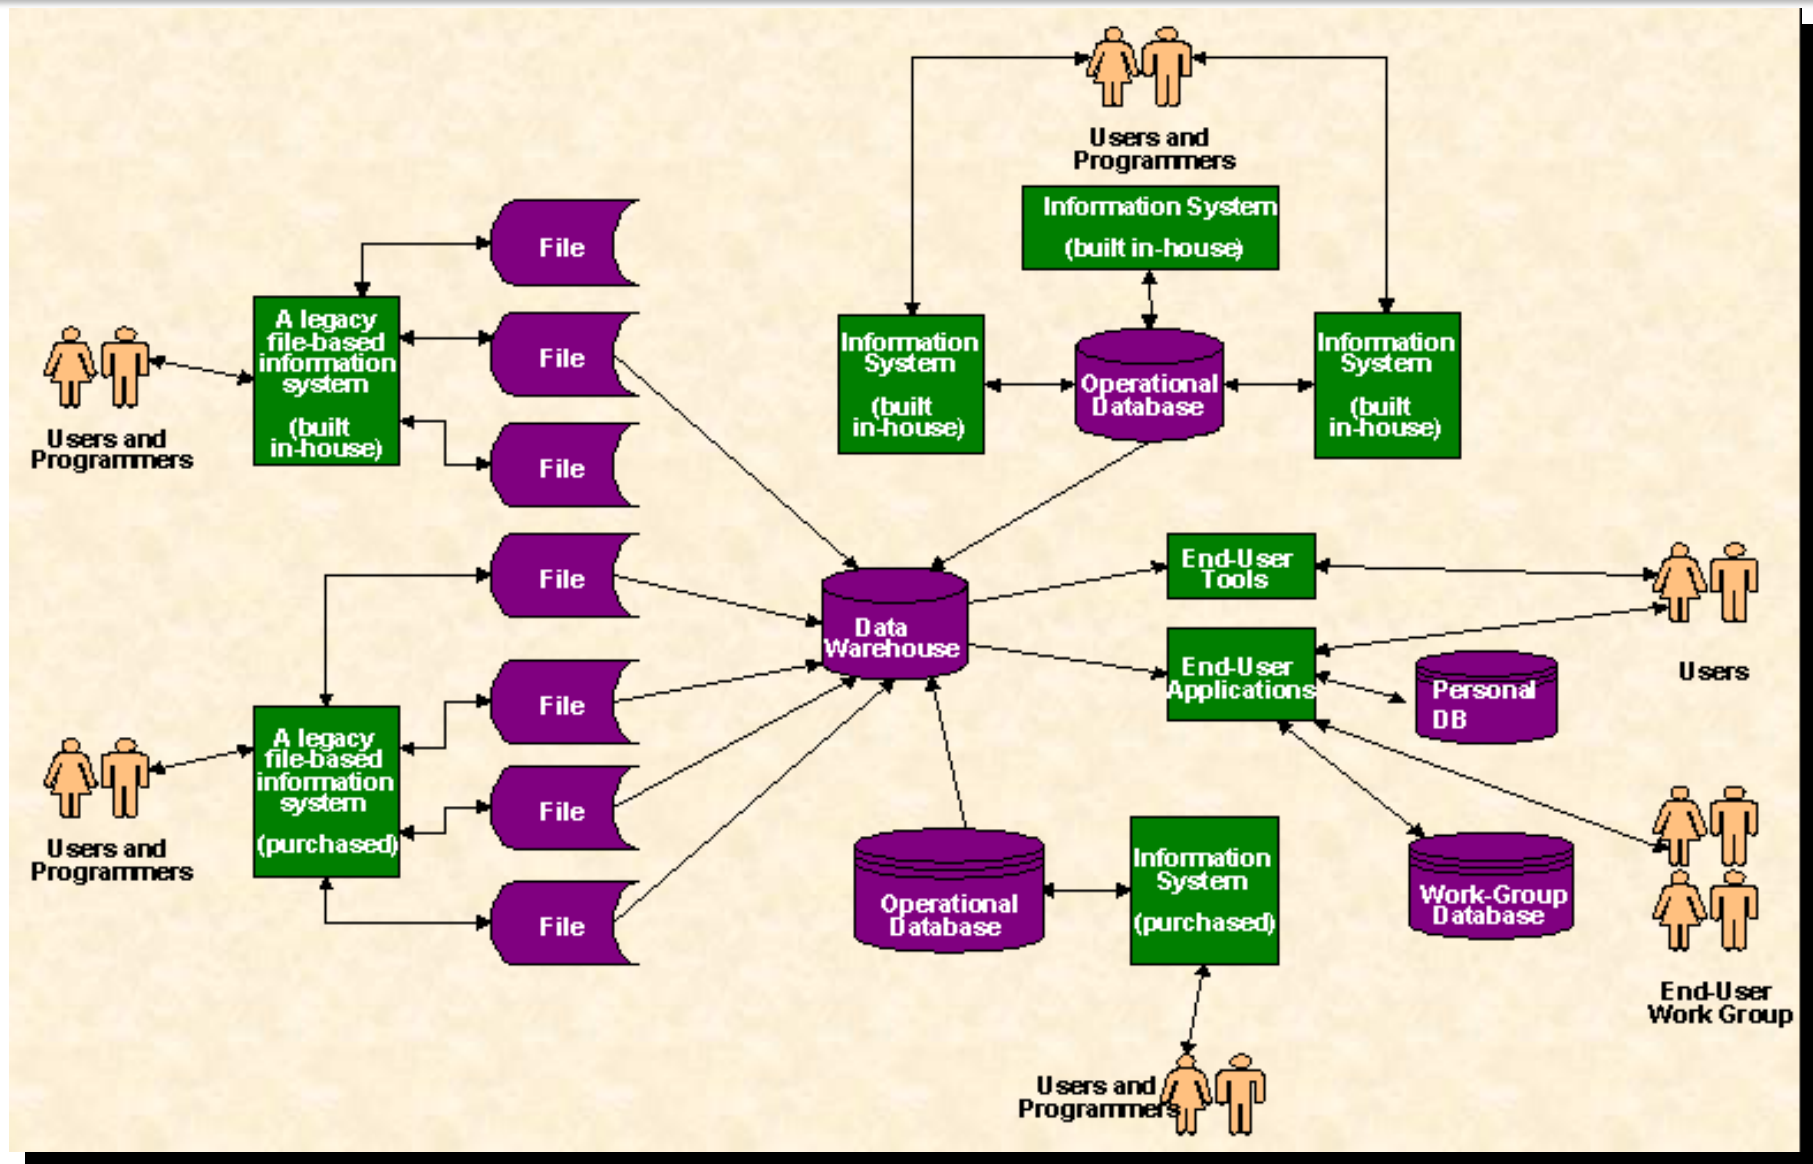 Users and
Programmers
Information System
(built in-house)
File
A legacy
file-based
information
system
(built
in-house)
File
Users and
Programmers
File
Information
System
(built
in-house)
Operational
Database
Information
System
(built
in-house)
File
Data
Warehouse
End-User
Tools
End-User
Applications
Users
Personal
DB
File
A legacy
file-based
information
system
(purchased)
Users and
Programmers
File
File
Operational
Database
Information
System
(purchased)
Work-Group
Database
End-User
Work Group
Users and
Programmers